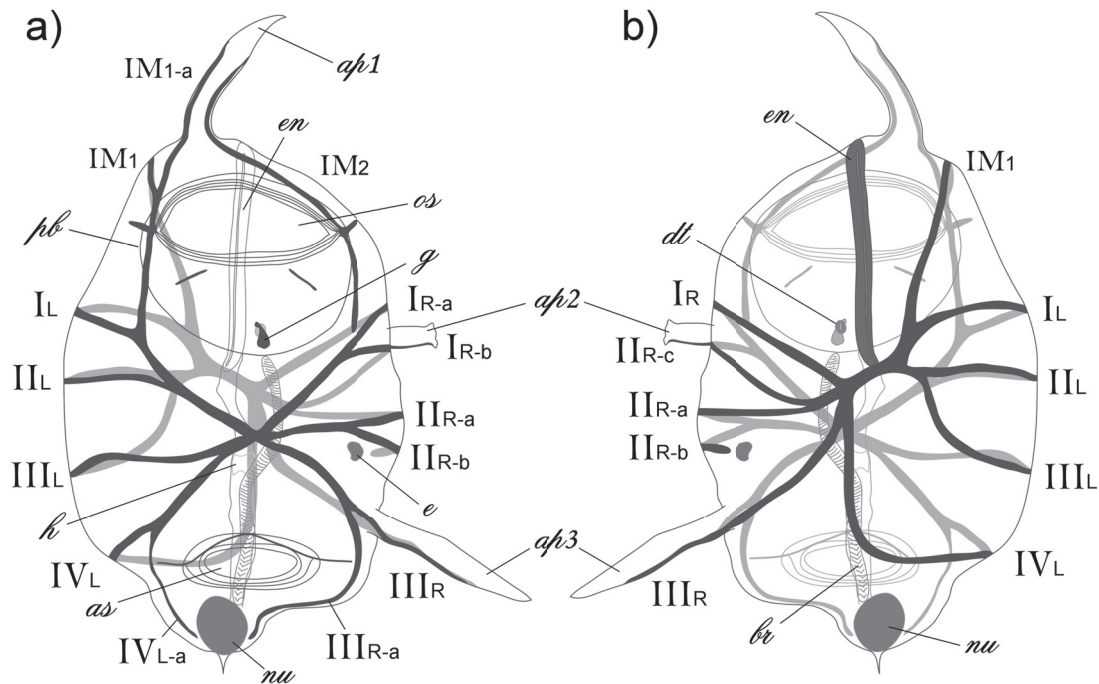 a)
IM1-a
ap1
en
IM1
IM2
os
pb
g
IL
IR-a
ap2
IR-b
IIL
IIR-a
IIR-b
IIIL
h
e
ap3
IVL
IIIR
as
IVL-a
IIIR-a
nu
b)
en
IM1
dt
IR
IL
IIR-c
IIL
IIR-a
IIR-b
IIIL
IVL
IIIR
br
nu